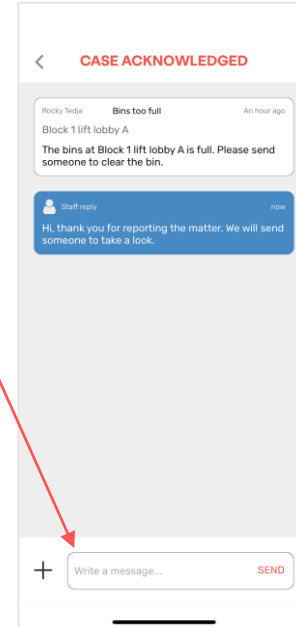 CASE ACKNOWLEDGED
Rocky Tedja Bins too full An hour ago
Block 1 lift lobby A
The bins at Block 1 lift lobby A is full. Please send
someone to clear the bin.
Staff reply now
Hi, thank you for reporting the matter. We will send
someone to take a look.
Write a message... SEND